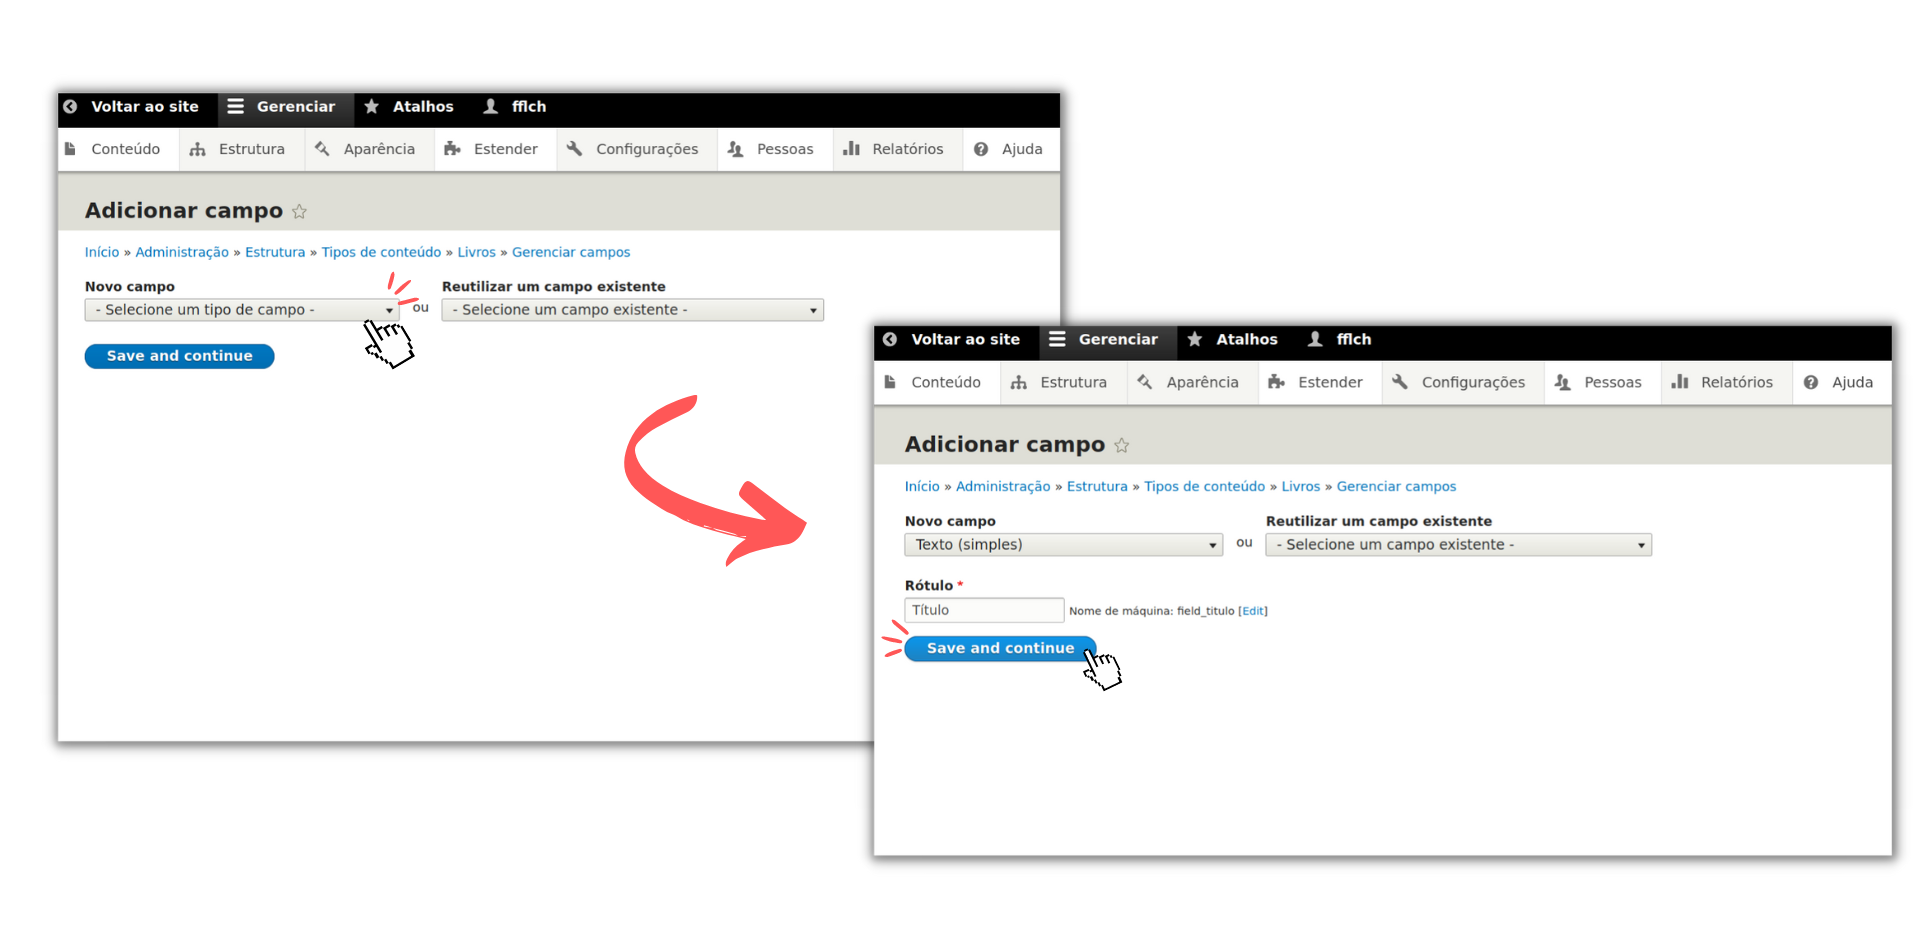 Voltar ao site Gerenciar Atalhos fflch
Conteúdo Estrutura Aparência Estender Configurações Pessoas Relatórios Ajuda
Adicionar campo
Início » Administração » Estrutura » Tipos de conteúdo » Livros » Gerenciar campos
Novo campo Reutilizar um campo existente
- Selecione um tipo de campo - ou - Selecione um campo existente -
Save and continue
Voltar ao site Gerenciar Atalhos fflch
Conteúdo Estrutura Aparência Estender Configurações Pessoas Relatórios Ajuda
Adicionar campo
Início » Administração » Estrutura » Tipos de conteúdo » Livros » Gerenciar campos
Novo campo Reutilizar um campo existente
Texto (simples) ou - Selecione um campo existente -
Rótulo *
Título Nome de máquina: field_titulo [Edit]
Save and continue